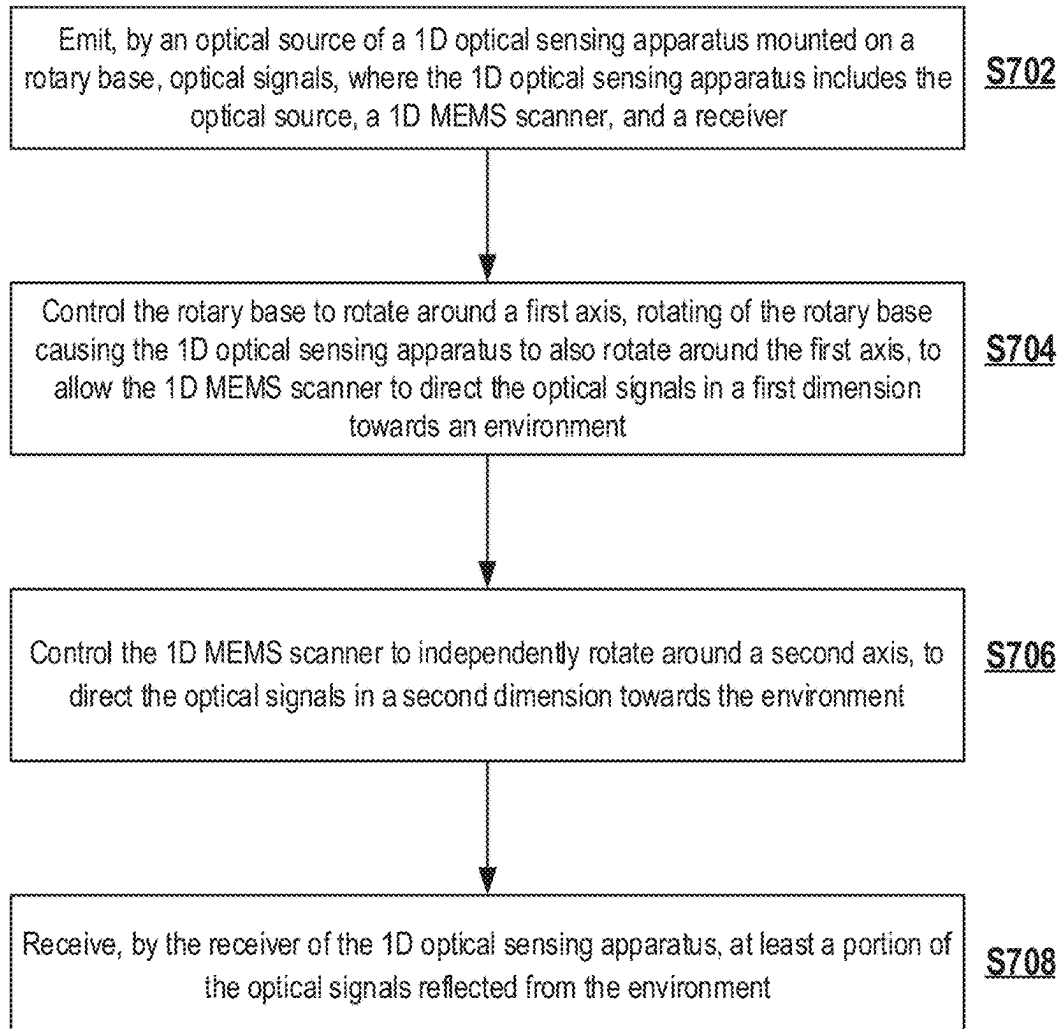 Emit, by an optical source of a 1D optical sensing apparatus mounted on a
rotary base, optical signals, where the 1D optical sensing apparatus includes the
optical source, a 1D MEMS scanner, and a receiver
S702
Control the rotary base to rotate around a first axis, rotating of the rotary base
causing the 1D optical sensing apparatus to also rotate around the first axis, to
allow the 1D MEMS scanner to direct the optical signals in a first dimension
towards an environment
S704
Control the 1D MEMS scanner to independently rotate around a second axis, to
direct the optical signals in a second dimension towards the environment
S706
Receive, by the receiver of the 1D optical sensing apparatus, at least a portion of
the optical signals reflected from the environment
S708